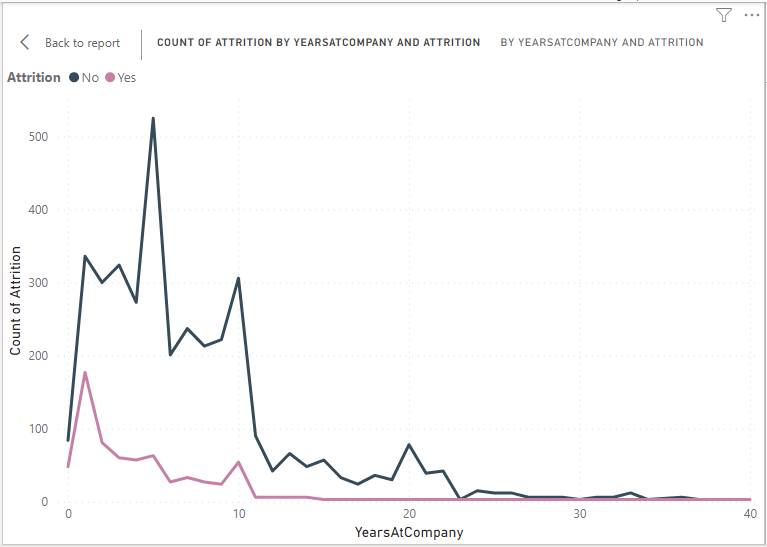 Back to report
COUNT OF ATTRITION BY YEARSATCOMPANY AND ATTRITION
BY YEARSATCOMPANY AND ATTRITION
Attrition No Yes
Count of Attrition
500
400
300
200
100
0
0 10 20 30 40
YearsAtCompany